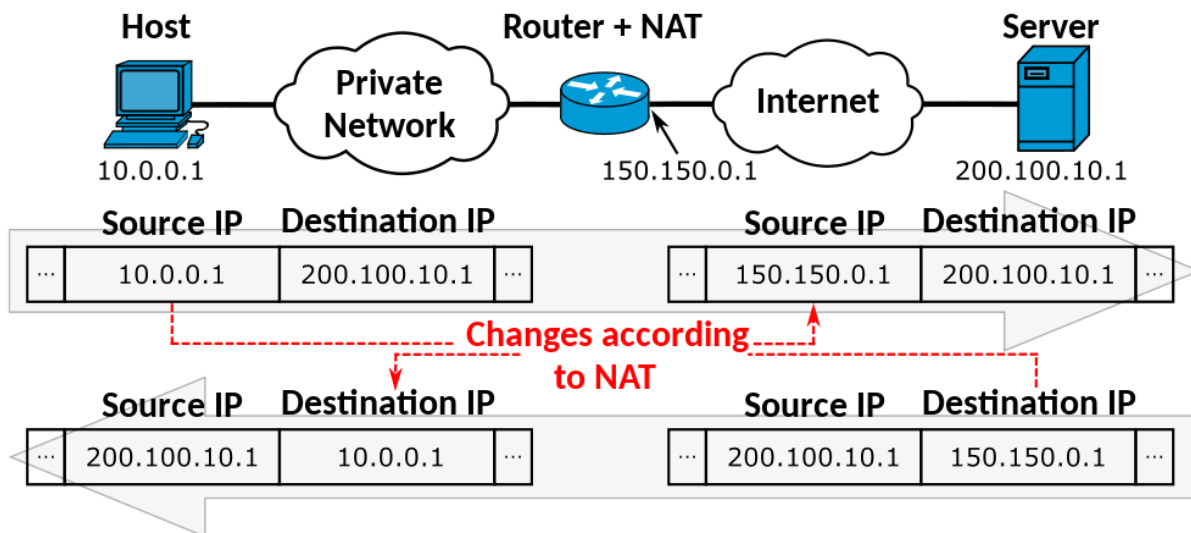 Host Router + NAT Server
Private
Network
Internet
10.0.0.1 150.150.0.1 200.100.10.1
Source IP Destination IP Source IP Destination IP
... 10.0.0.1 200.100.10.1 ... ... 150.150.0.1 200.100.10.1 ...
Changes according
to NAT
Source IP Destination IP Source IP Destination IP
... 200.100.10.1 10.0.0.1 ... ... 200.100.10.1 150.150.0.1 ...